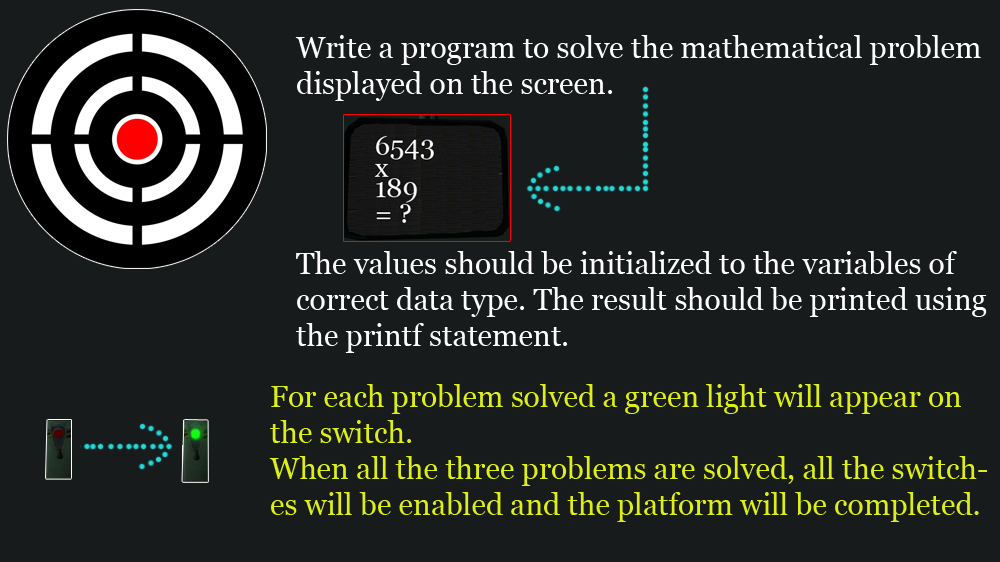 Write a program to solve the mathematical problem
displayed on the screen.
6543
x
189
= ?
The values should be initialized to the variables of
correct data type. The result should be printed using
the printf statement.
For each problem solved a green light will appear on
the switch.
When all the three problems are solved, all the switch-
es will be enabled and the platform will be completed.